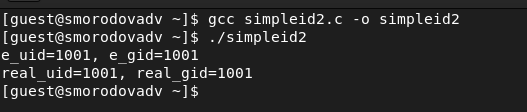 [guest@smorodovadv ~]$ gcc simpleid2.c -o simpleid2
[guest@smorodovadv ~]$ ./simpleid2
e_uid=1001, e_gid=1001
real_uid=1001, real_gid=1001
[guest@smorodovadv ~]$